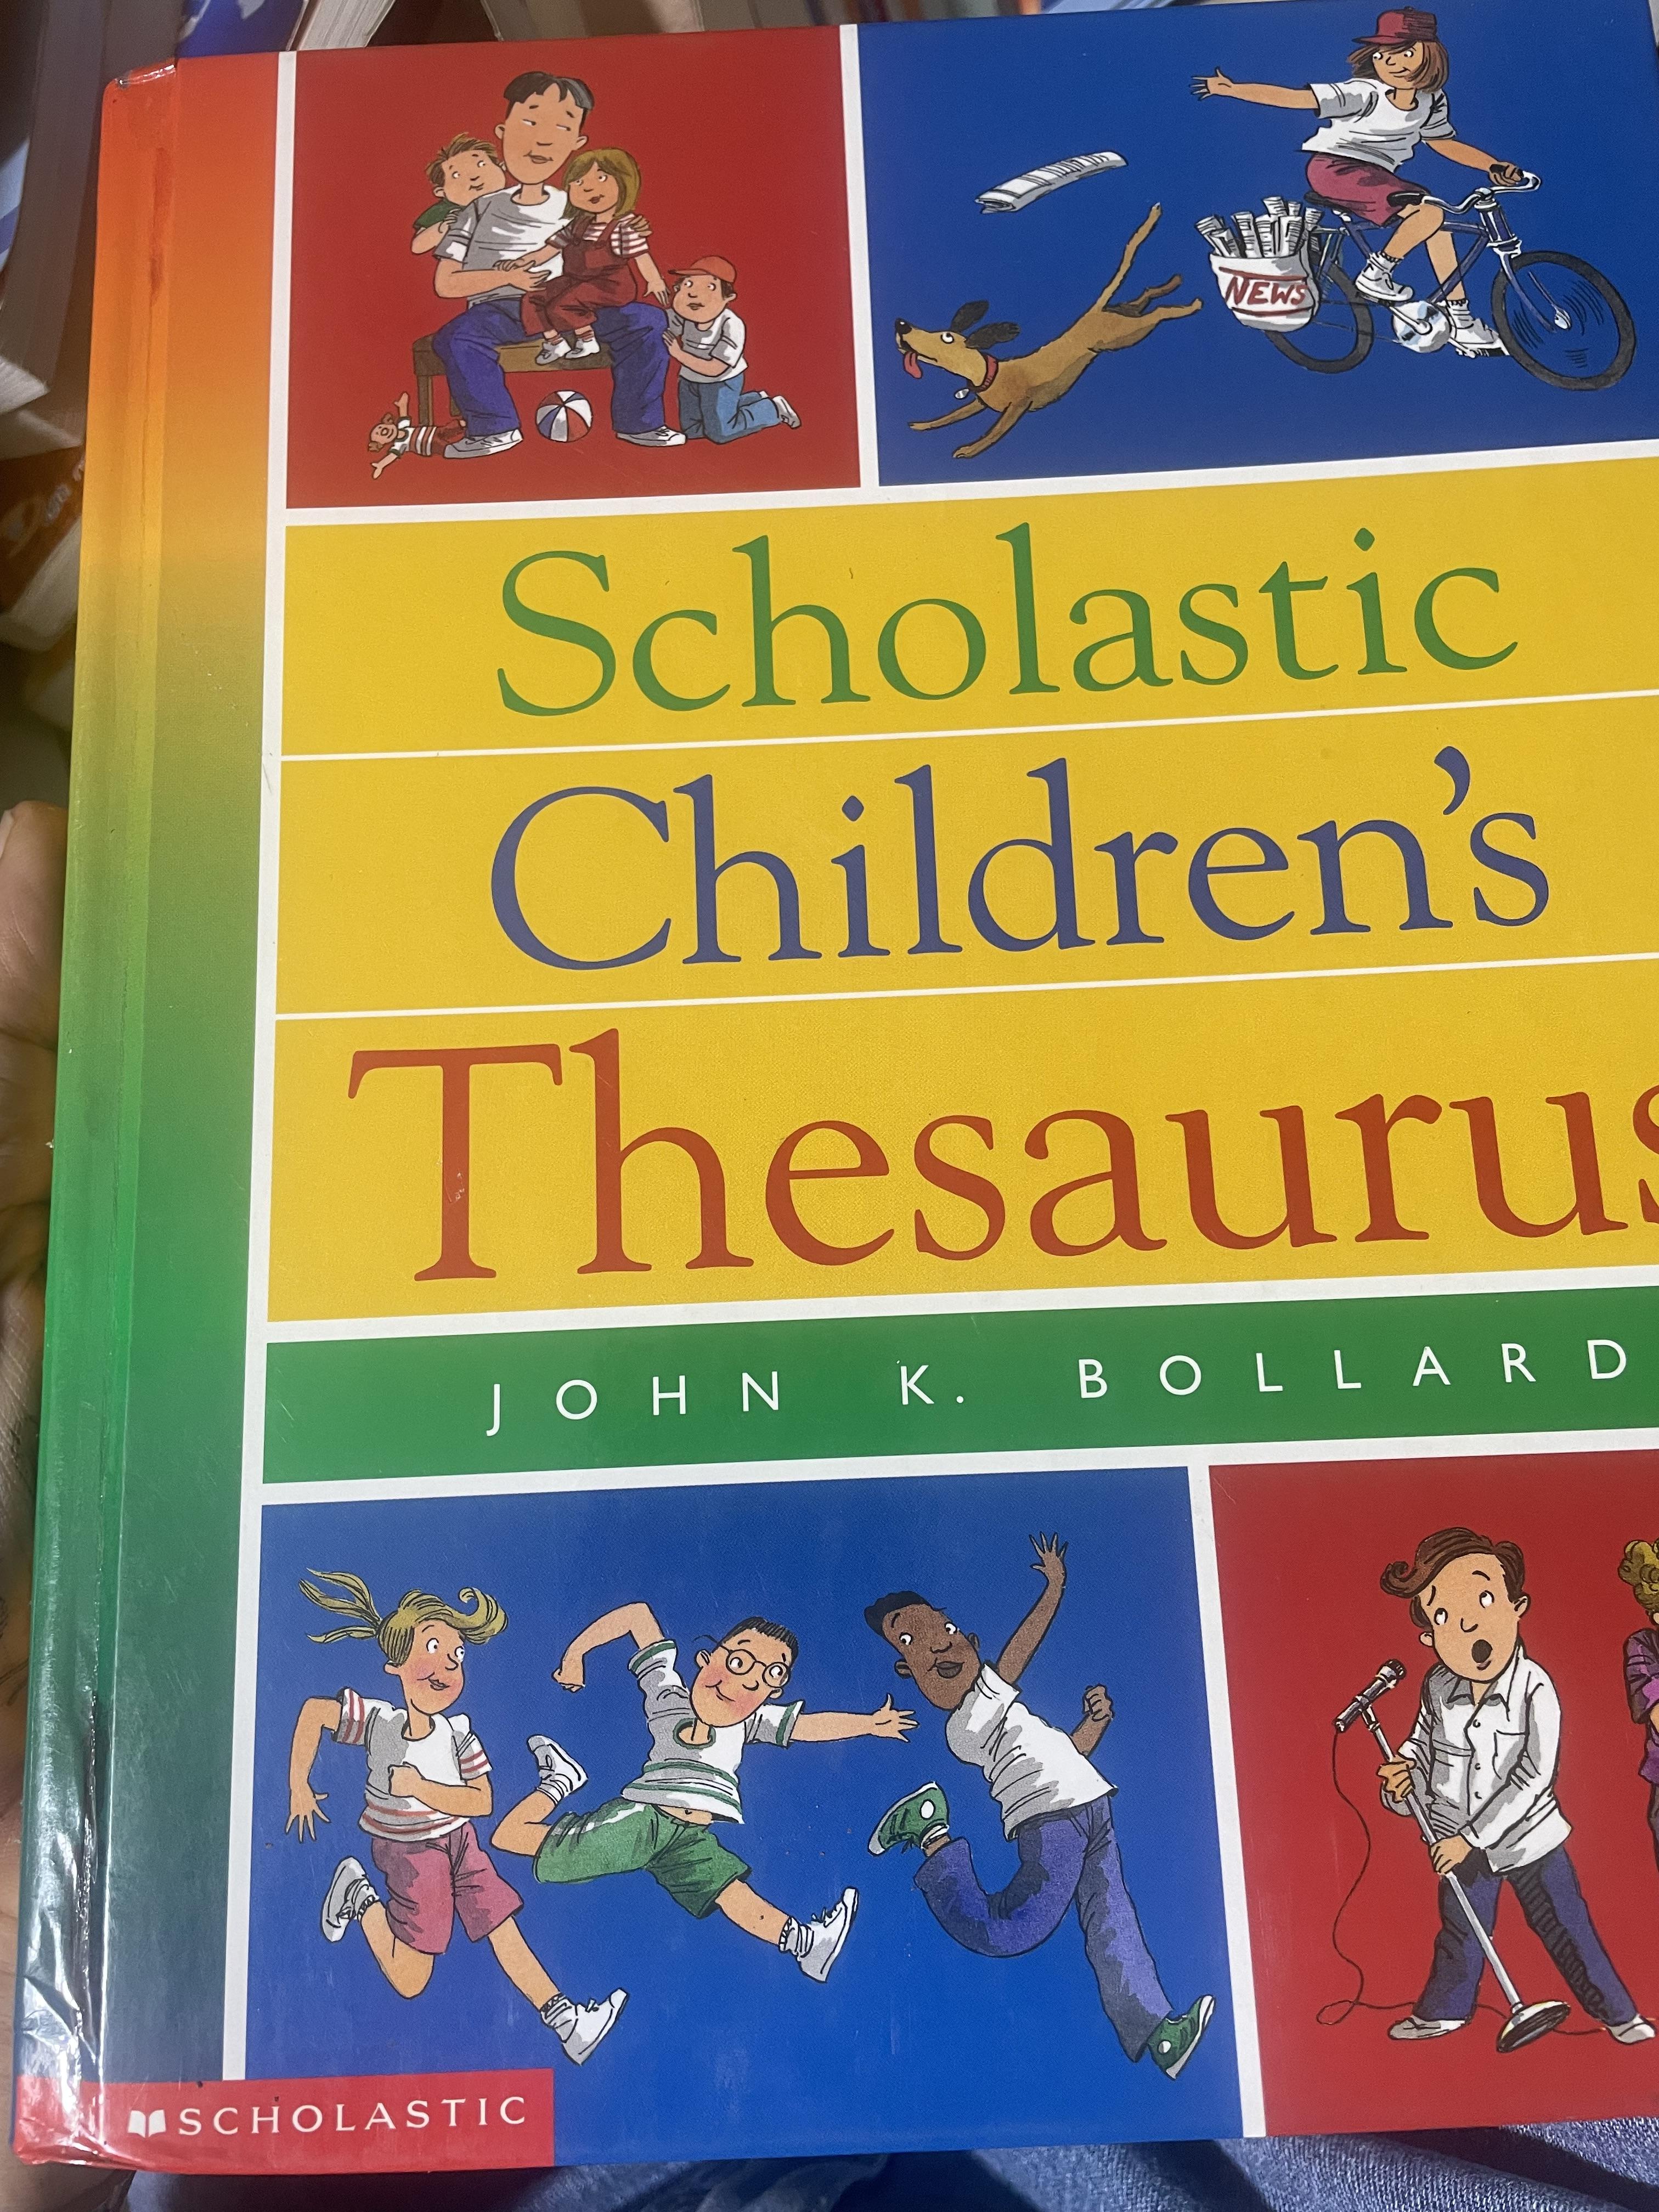 NEWS
Scholastic
Children's
Thesaurus
JOHN K. BOLLARD
SCHOLASTIC